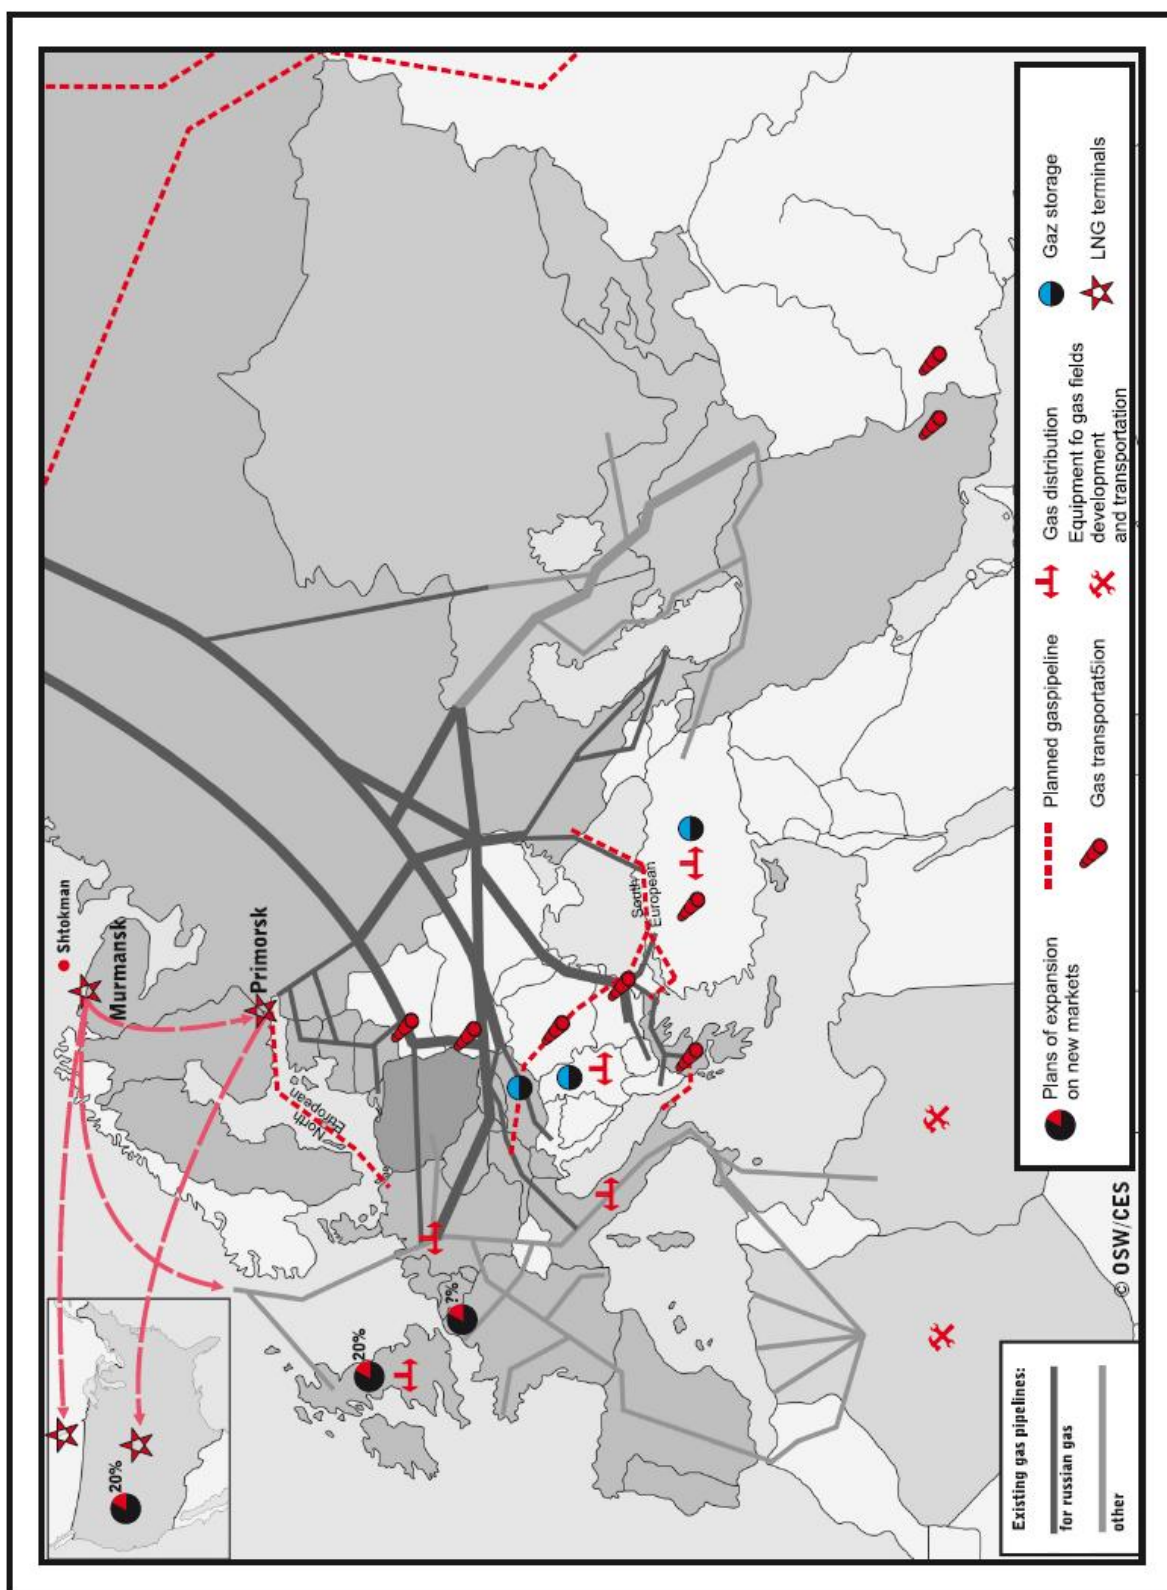 Shtokman
Murmansk
Primorsk
North
European
South
European
20%
20%
?%
Existing gas pipelines:
for russian gas
other
© OSW/CES
Plans of expansion
on new markets
Planned gaspipeline
Gas transportat5ion
Gas distribution
Equipment fo gas fields
development
and transportation
Gaz storage
LNG terminals